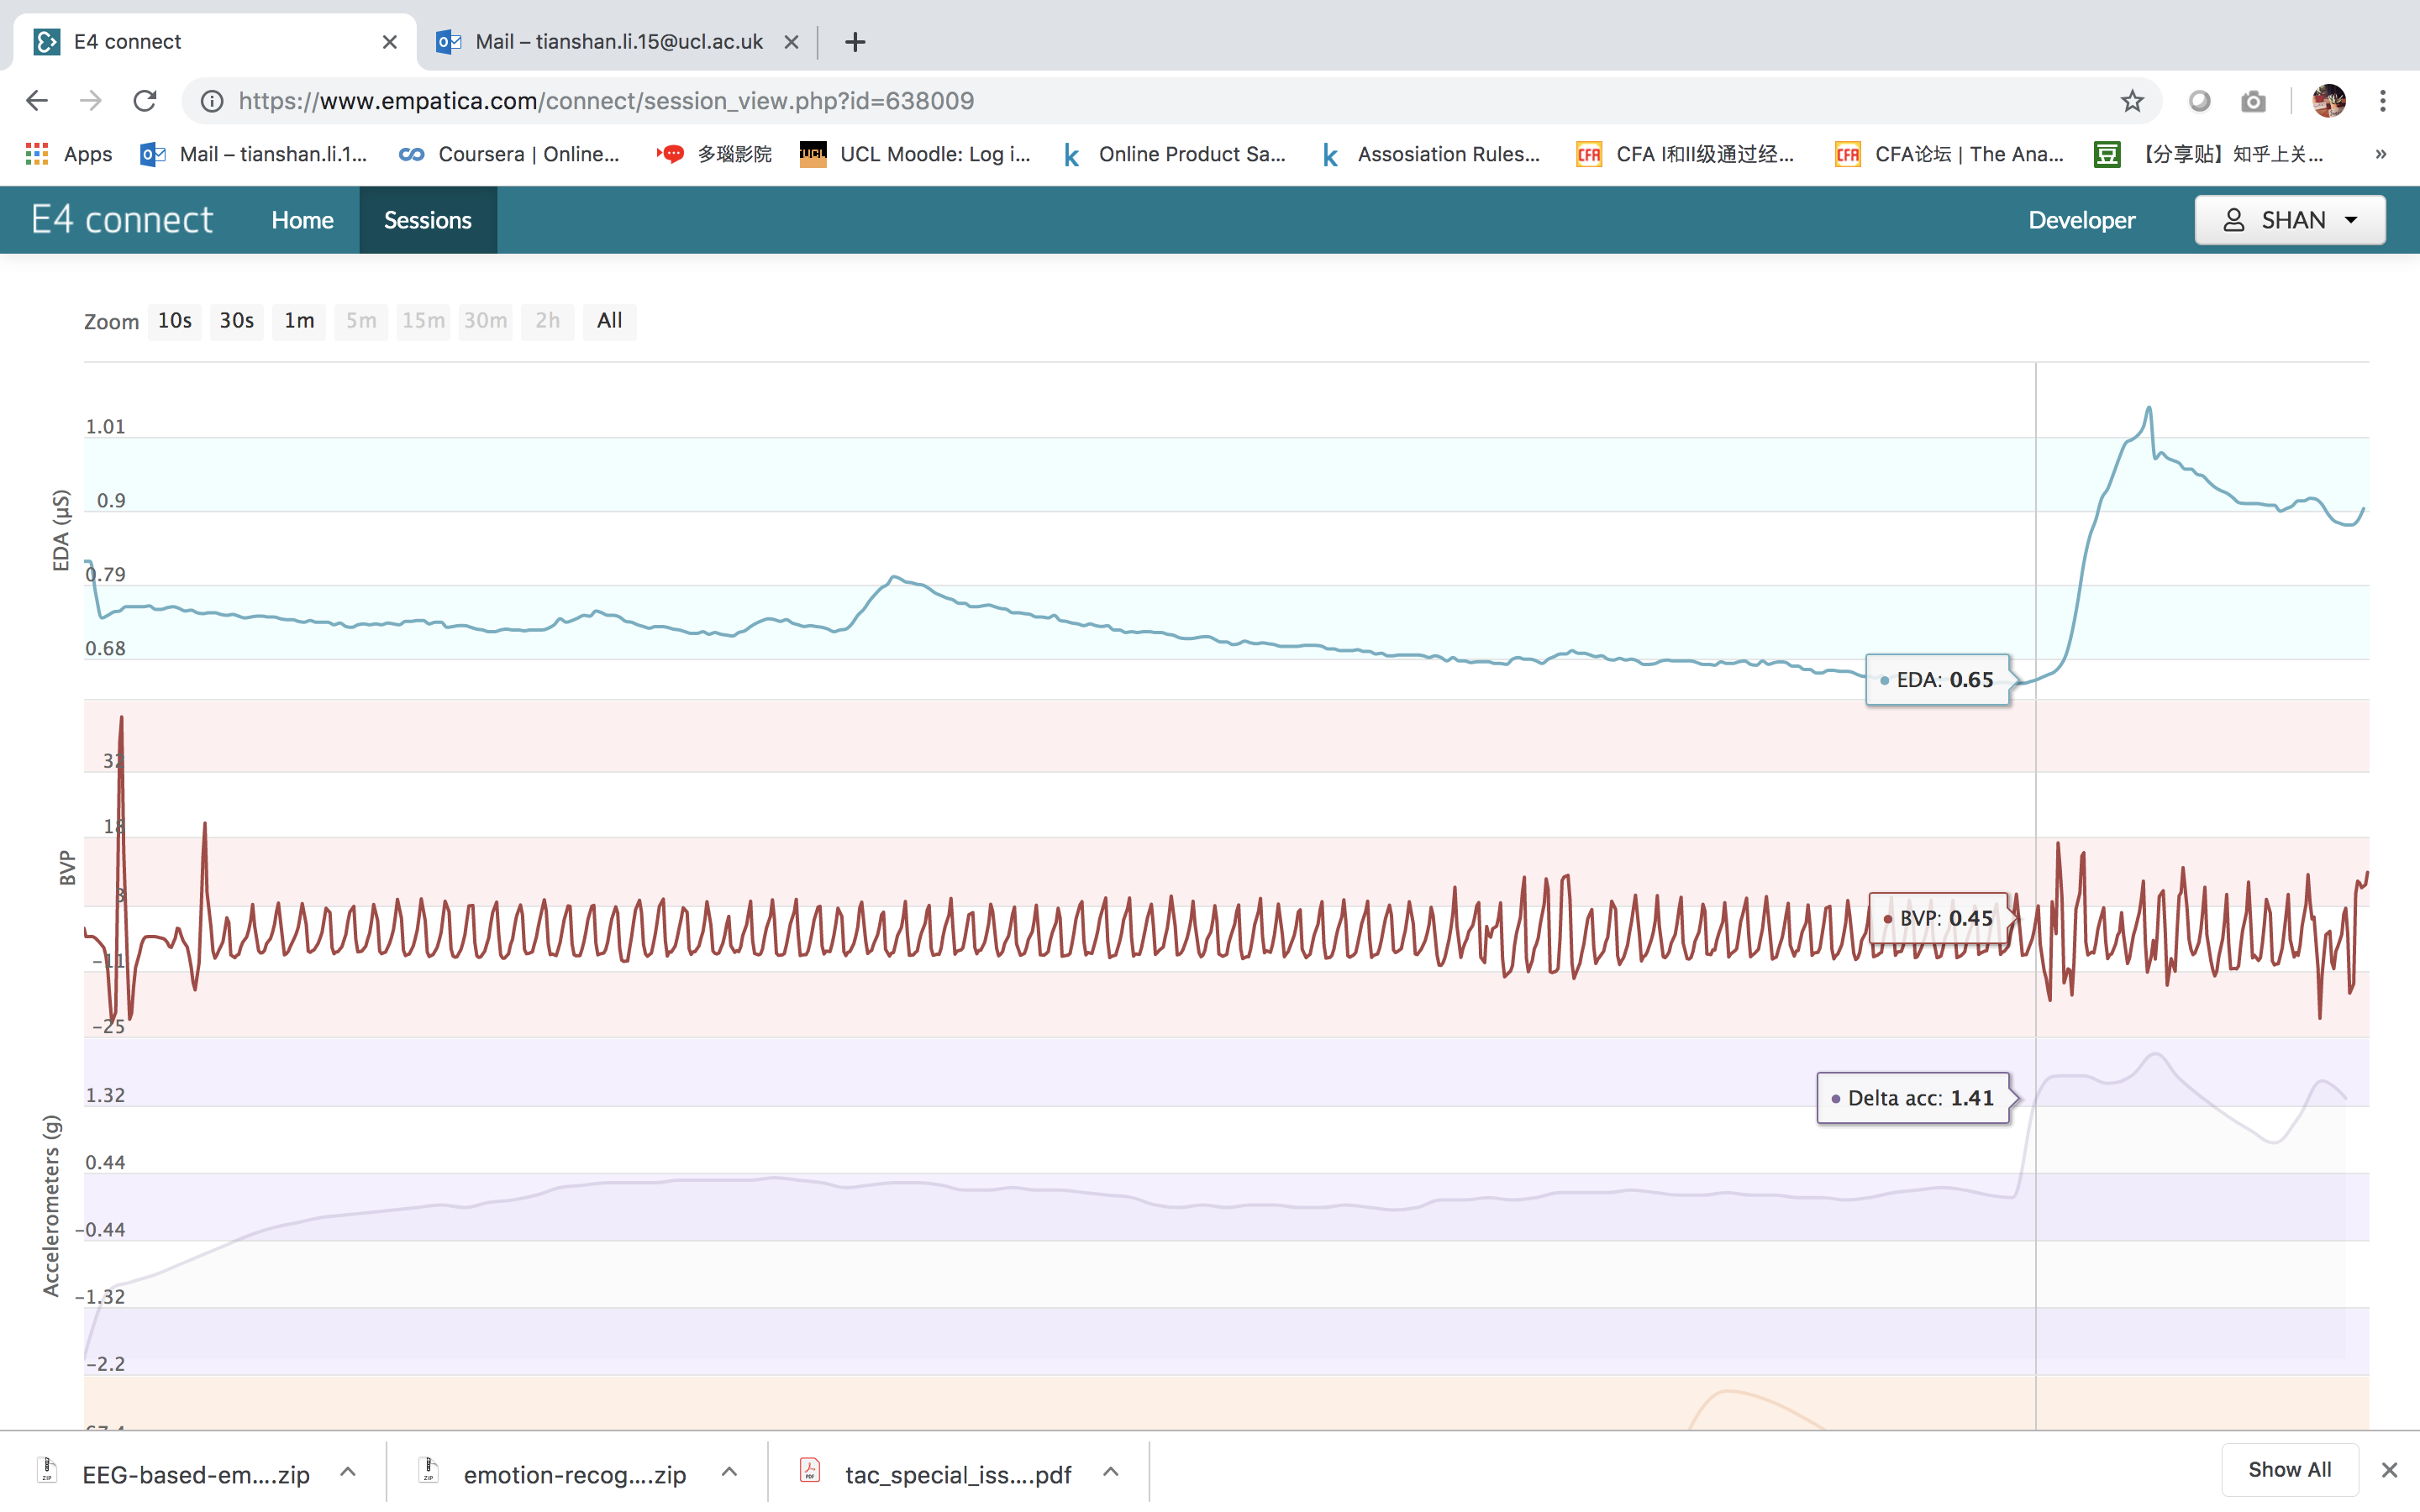 E4 connect
Mail – tianshan.li.15@ucl.ac.uk
https://www.empatica.com/connect/session_view.php?id=638009
Apps
Mail – tianshan.li.1...
Coursera | Online...
多瑙影院
UCL Moodle: Log i...
Online Product Sa...
Assosiation Rules...
CFA I和II级通过经...
CFA论坛 | The Ana...
【分享贴】知乎上关...
»
E4 connect
Home
Sessions
Developer
SHAN
Zoom 10s 30s 1m 5m 15m 30m 2h All
EDA (µS)
1.01
0.9
0.79
0.68
EDA: 0.65
BVP
32
18
3
−11
−25
BVP: 0.45
Accelerometers (g)
1.32
0.44
−0.44
−1.32
−2.2
Delta acc: 1.41
EEG-based-em....zip
emotion-recog....zip
tac_special_iss....pdf
Show All